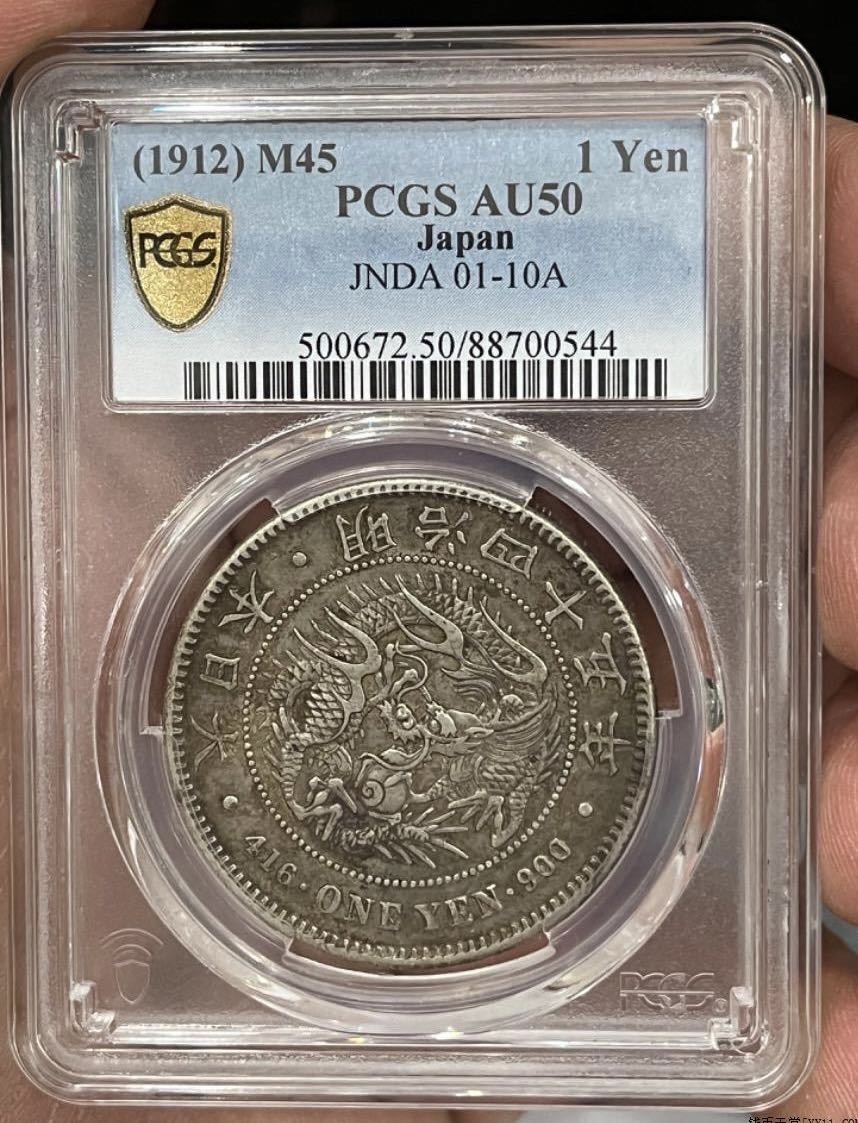 (1912) M45 1 Yen
PCGS AU50
Japan
JNDA 01-10A
PCGS
500672.50/88700544
大日本 · 明治四十五年
416 · ONE YEN · 900
PCGS